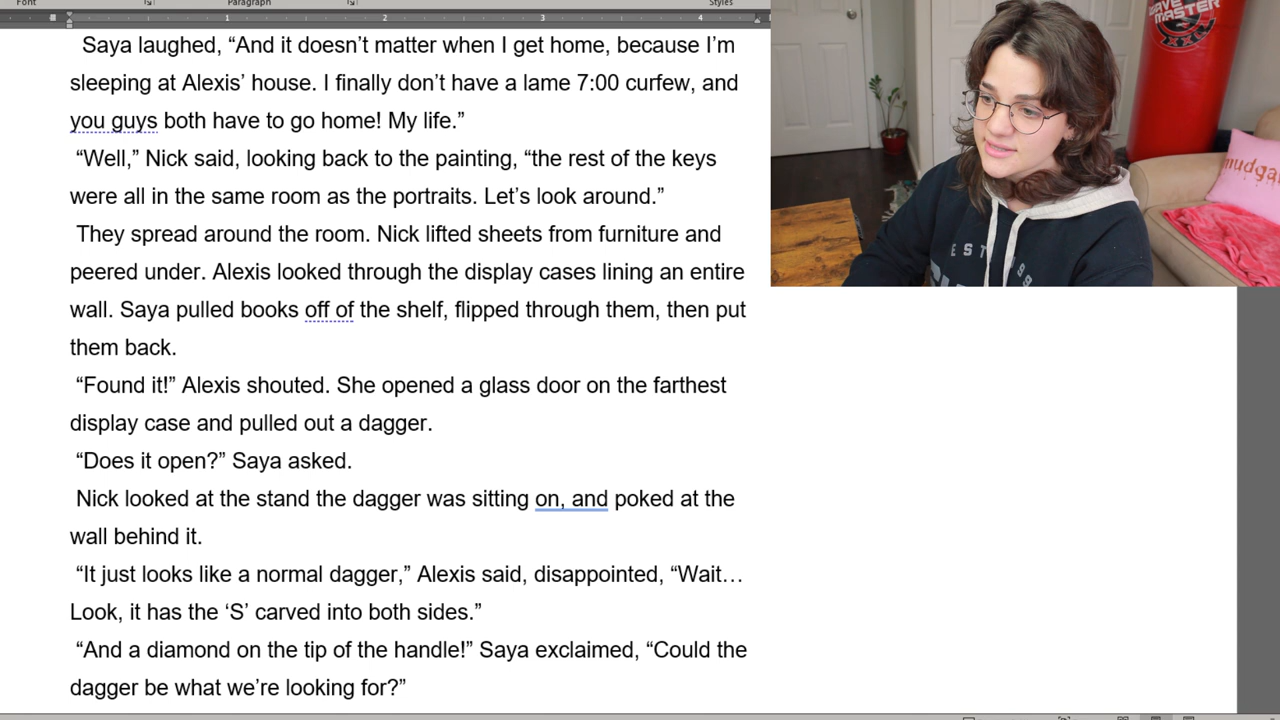 Font
Paragraph
Styles
1
2
3
4
Saya laughed, “And it doesn’t matter when I get home, because I’m
sleeping at Alexis’ house. I finally don’t have a lame 7:00 curfew, and
you guys both have to go home! My life.”
“Well,” Nick said, looking back to the painting, “the rest of the keys
were all in the same room as the portraits. Let’s look around.”
They spread around the room. Nick lifted sheets from furniture and
peered under. Alexis looked through the display cases lining an entire
wall. Saya pulled books off of the shelf, flipped through them, then put
them back.
“Found it!” Alexis shouted. She opened a glass door on the farthest
display case and pulled out a dagger.
“Does it open?” Saya asked.
Nick looked at the stand the dagger was sitting on, and poked at the
wall behind it.
“It just looks like a normal dagger,” Alexis said, disappointed, “Wait…
Look, it has the ‘S’ carved into both sides.”
“And a diamond on the tip of the handle!” Saya exclaimed, “Could the
dagger be what we’re looking for?”
WAVE
MASTER
EST